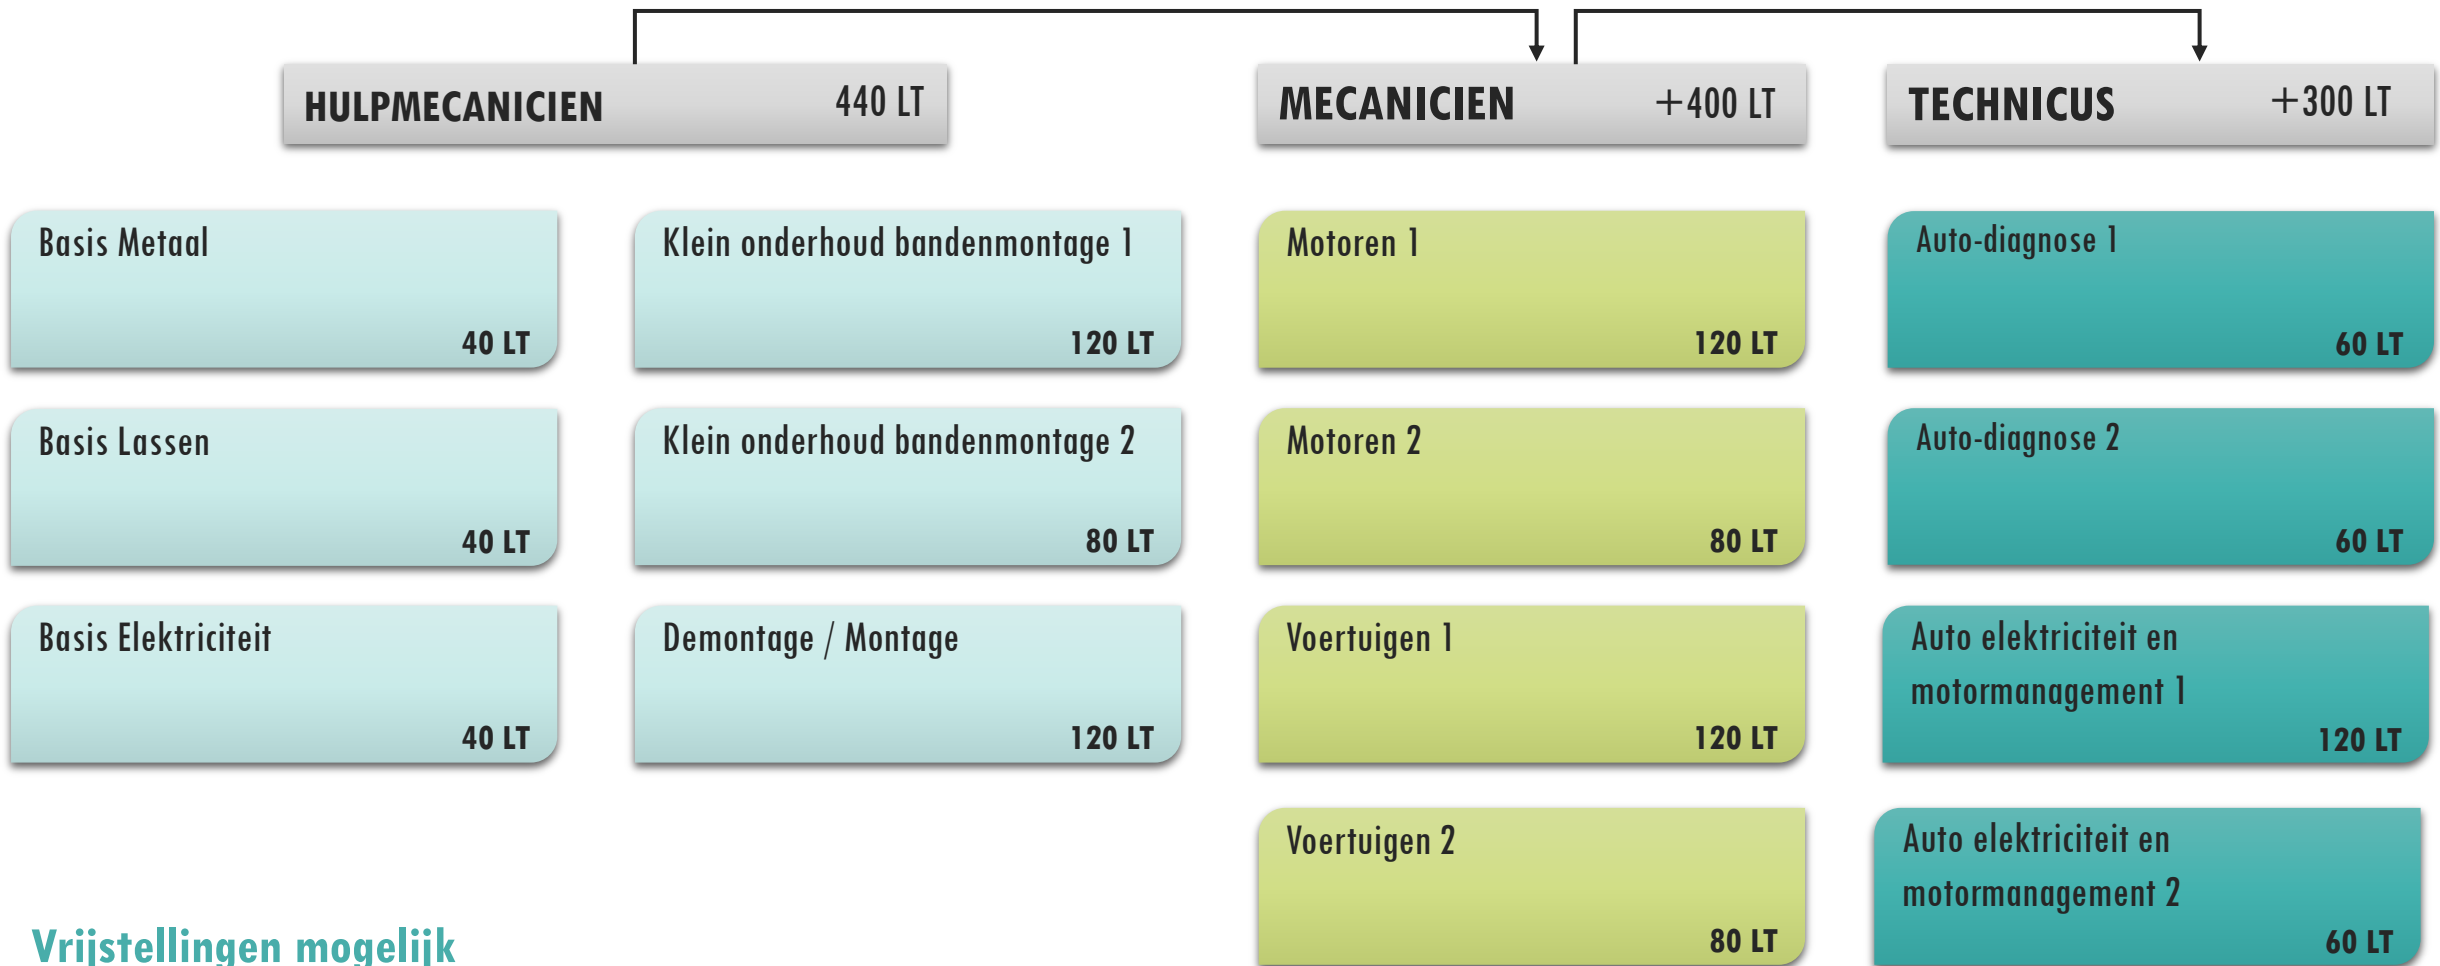 HULPMECANICIEN 440 LT
MECANICIEN +400 LT
TECHNICUS +300 LT
Basis Metaal
40 LT
Klein onderhoud bandenmontage 1
120 LT
Motoren 1
120 LT
Auto-diagnose 1
60 LT
Basis Lassen
40 LT
Klein onderhoud bandenmontage 2
80 LT
Motoren 2
80 LT
Auto-diagnose 2
60 LT
Basis Elektriciteit
40 LT
Demontage / Montage
120 LT
Voertuigen 1
120 LT
Auto elektriciteit en
motormanagement 1
120 LT
Voertuigen 2
80 LT
Auto elektriciteit en
motormanagement 2
60 LT
Vrijstellingen mogelijk